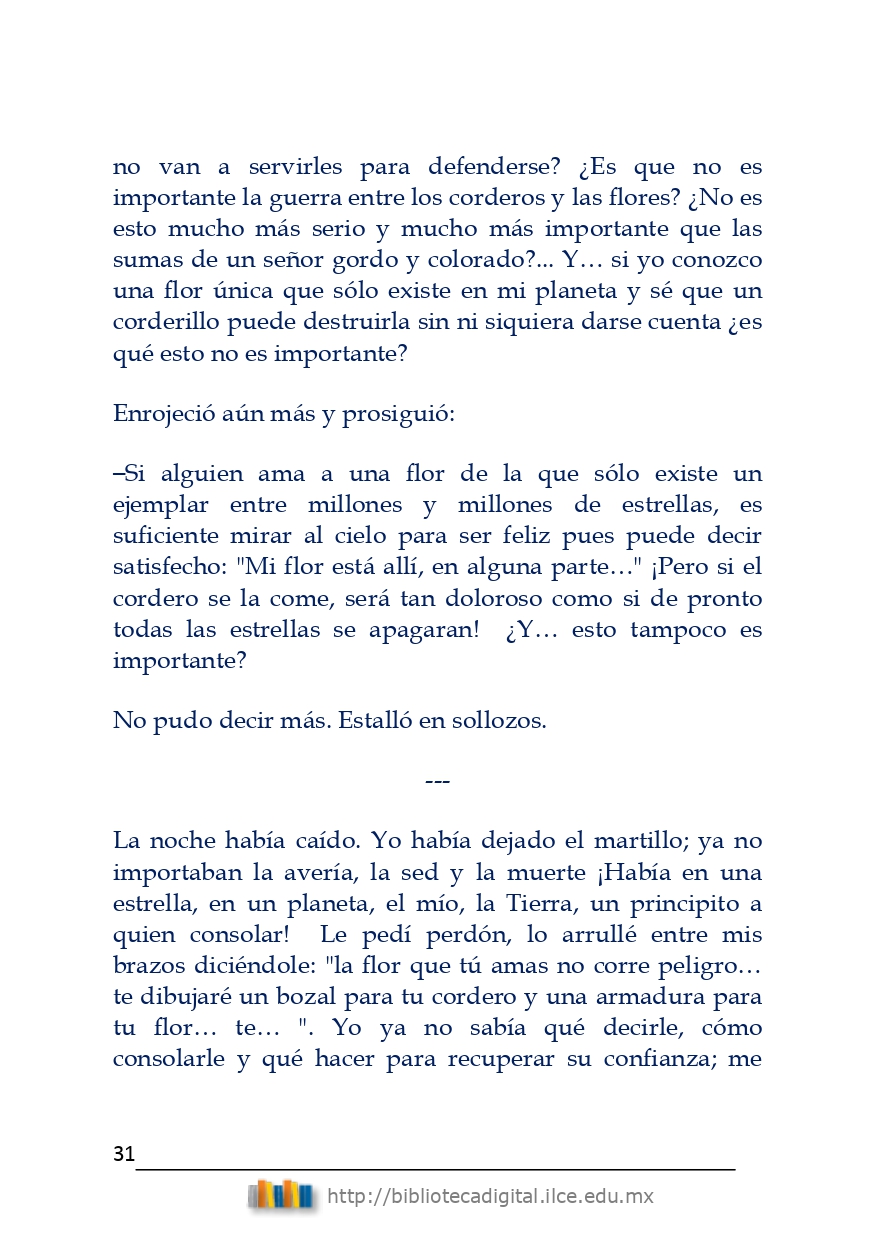 no van a servirles para defenderse? ¿Es que no es
importante la guerra entre los corderos y las flores? ¿No es
esto mucho más serio y mucho más importante que las
sumas de un señor gordo y colorado?... Y… si yo conozco
una flor única que sólo existe en mi planeta y sé que un
corderillo puede destruirla sin ni siquiera darse cuenta ¿es
qué esto no es importante?
Enrojeció aún más y prosiguió:
–Si alguien ama a una flor de la que sólo existe un
ejemplar entre millones y millones de estrellas, es
suficiente mirar al cielo para ser feliz pues puede decir
satisfecho: "Mi flor está allí, en alguna parte…" ¡Pero si el
cordero se la come, será tan doloroso como si de pronto
todas las estrellas se apagaran!  ¿Y… esto tampoco es
importante?
No pudo decir más. Estalló en sollozos.
---
La noche había caído. Yo había dejado el martillo; ya no
importaban la avería, la sed y la muerte ¡Había en una
estrella, en un planeta, el mío, la Tierra, un principito a
quien consolar!  Le pedí perdón, lo arrullé entre mis
brazos diciéndole: "la flor que tú amas no corre peligro…
te dibujaré un bozal para tu cordero y una armadura para
tu flor… te… ". Yo ya no sabía qué decirle, cómo
consolarle y qué hacer para recuperar su confianza; me
31
http://bibliotecadigital.ilce.edu.mx